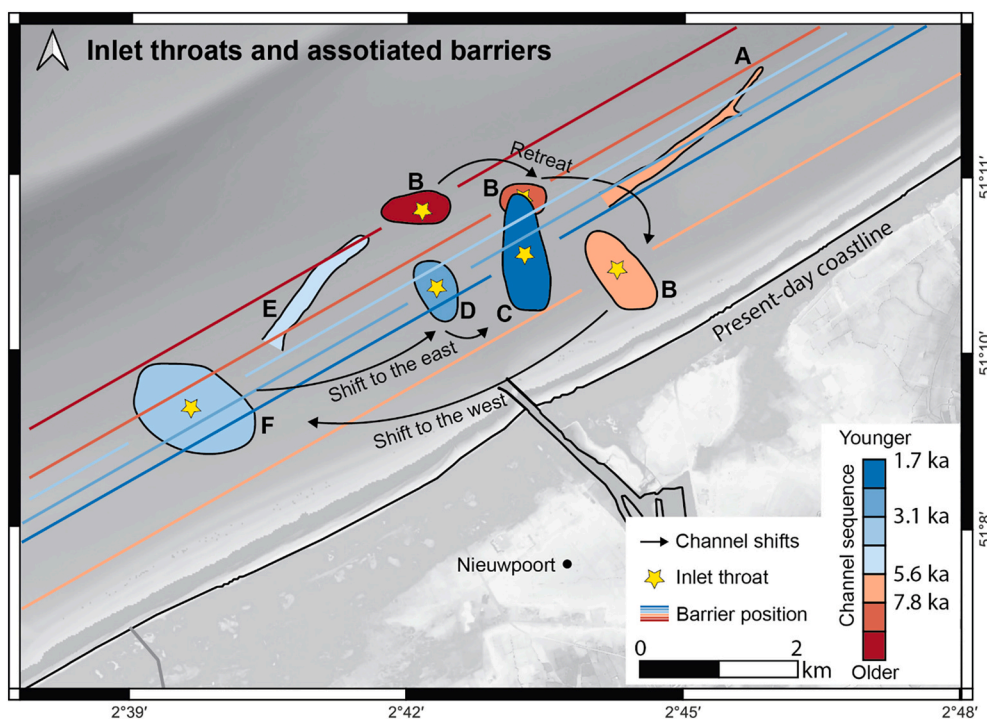 Inlet throats and assotiated barriers
A
Retreat
B
B
51°11'
E
D
C
B
Present-day coastline
51°10'
Shift to the east
F
Shift to the west
Younger
1.7 ka
3.1 ka
5.6 ka
7.8 ka
Channel sequence
Older
51°8'
Channel shifts
Nieuwpoort
Inlet throat
Barrier position
0 2
km
2°39' 2°42' 2°45' 2°48'